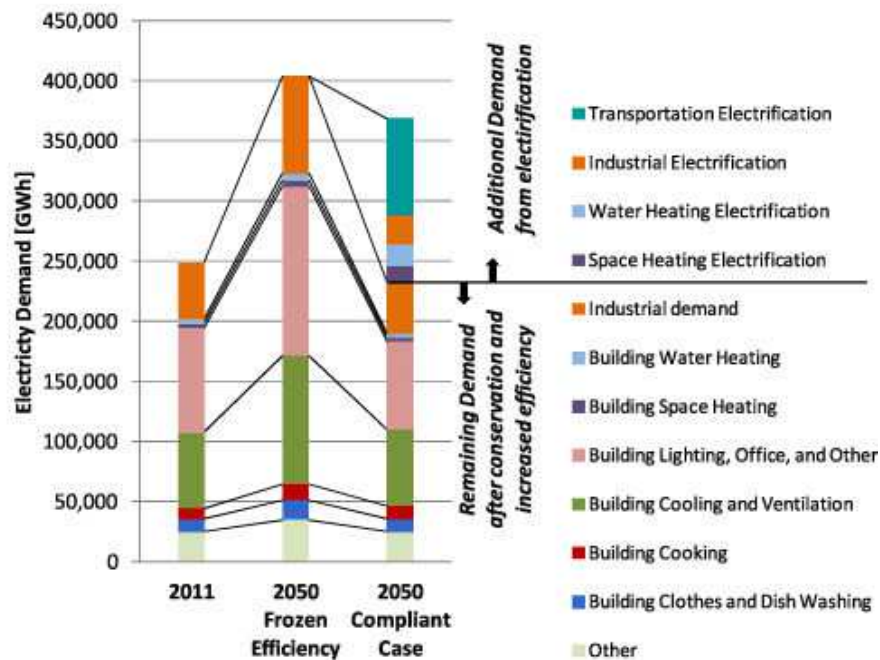 450,000
400,000
350,000
300,000
250,000
200,000
150,000
100,000
50,000
0
Electricty Demand [GWh]
2011
2050
Frozen
Efficiency
2050
Compliant
Case
Additional Demand
from electirification
Remaining Demand
after conservation and
increased efficiency
Transportation Electrification
Industrial Electrification
Water Heating Electrification
Space Heating Electrification
Industrial demand
Building Water Heating
Building Space Heating
Building Lighting, Office, and Other
Building Cooling and Ventilation
Building Cooking
Building Clothes and Dish Washing
Other